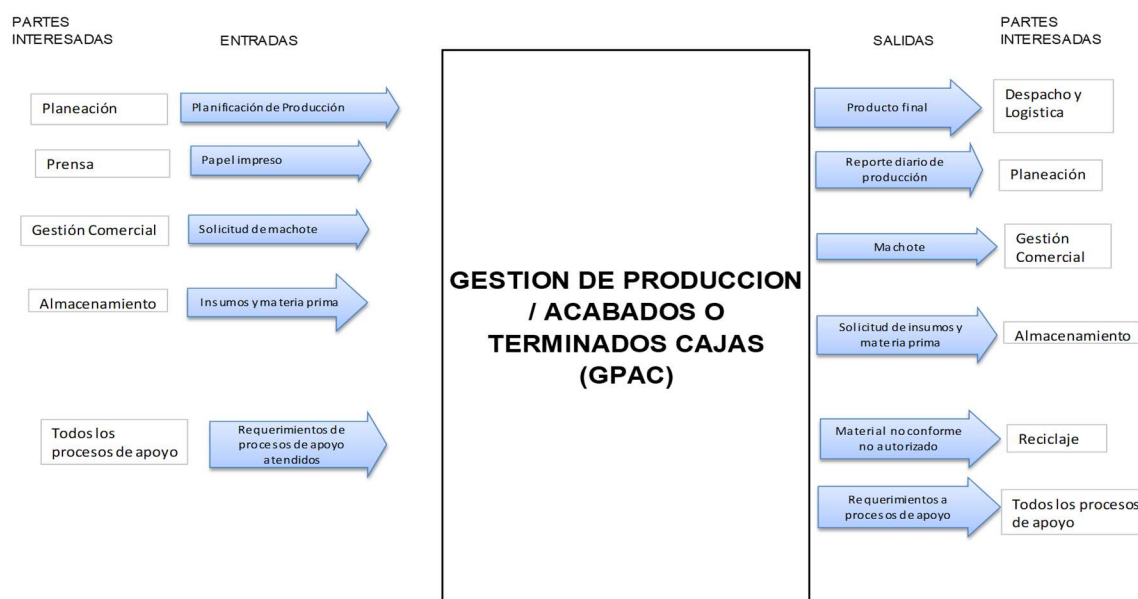 PARTES
INTERESADAS
ENTRADAS
SALIDAS
PARTES
INTERESADAS
Planeación
Planificación de Producción
Prensa
Papel impreso
Gestión Comercial
Solicitud de machote
Almacenamiento
Insumos y materia prima
Todos los
procesos de apoyo
Requerimientos de
procesos de apoyo
atendidos
GESTION DE PRODUCCION
/ ACABADOS O
TERMINADOS CAJAS
(GPAC)
Producto final
Despacho y
Logistica
Reporte diario de
producción
Planeación
Machote
Gestión
Comercial
Solicitud de insumos y
materia prima
Almacenamiento
Material no conforme
no autorizado
Reciclaje
Requerimientos a
procesos de apoyo
Todos los procesos
de apoyo